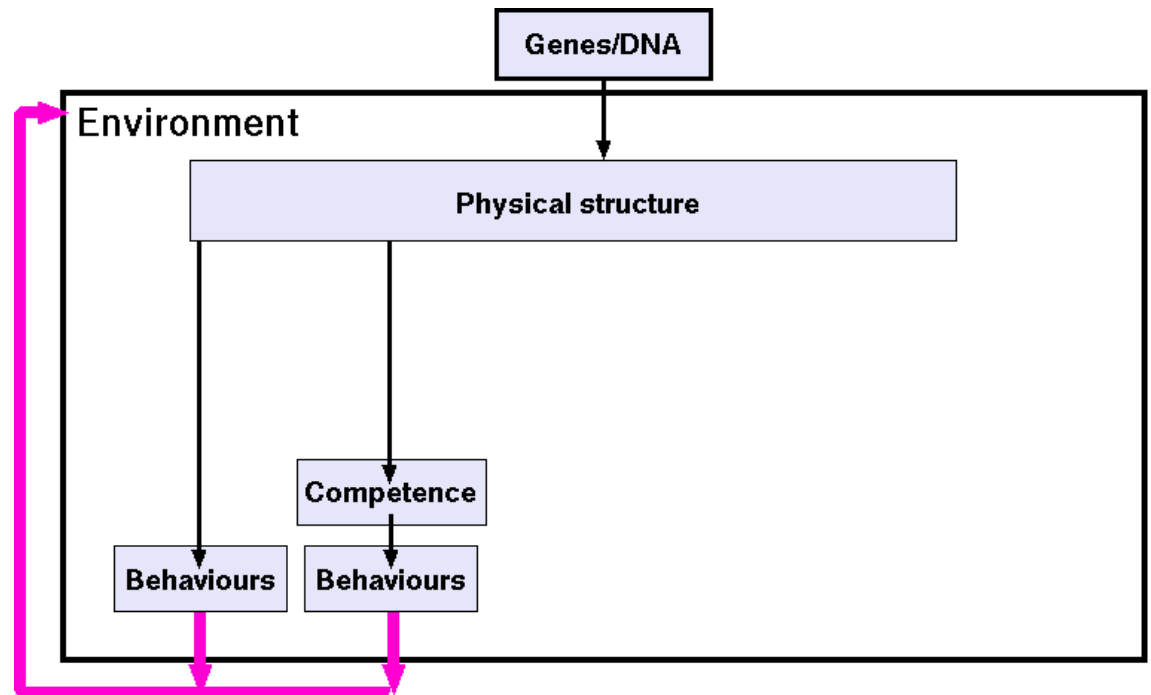 Genes/DNA
Environment
Physical structure
Competence
Behaviours
Behaviours